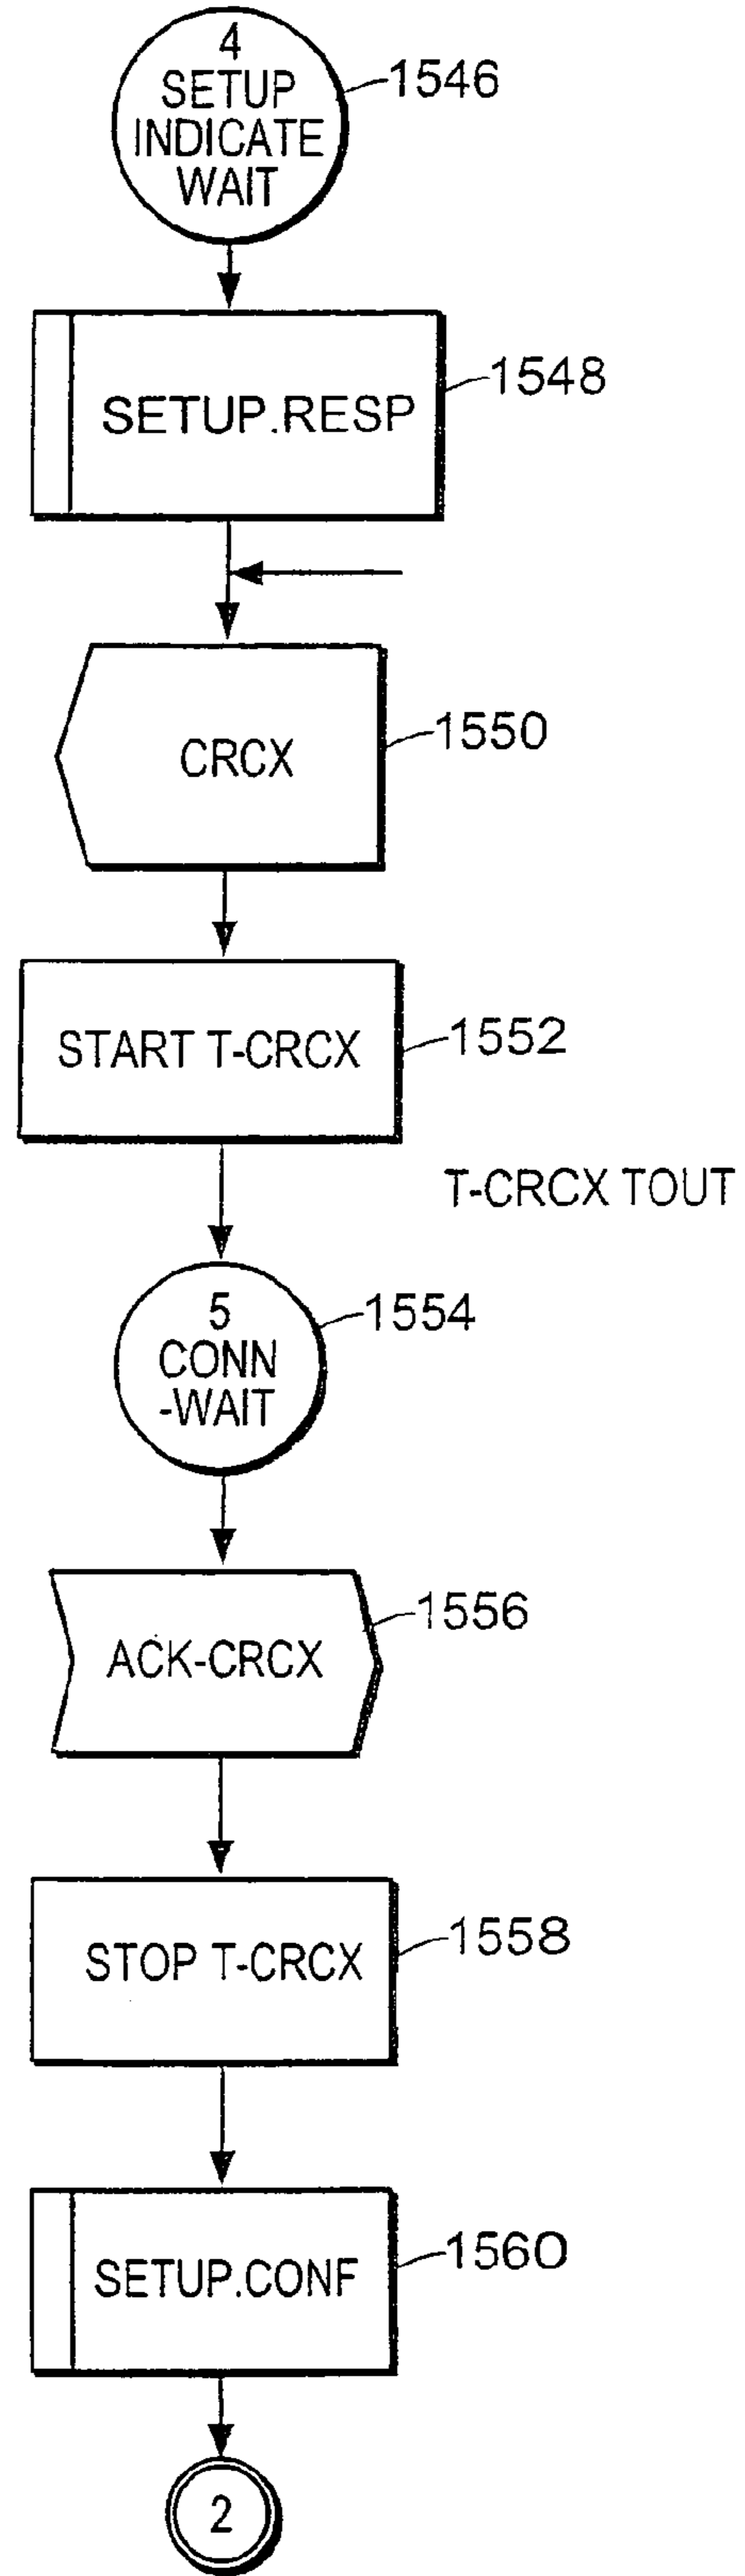 4
SETUP
INDICATE
WAIT
1546
SETUP.RESP
1548
CRCX
1550
START T-CRCX
1552
T-CRCX TOUT
5
CONN
-WAIT
1554
ACK-CRCX
1556
STOP T-CRCX
1558
SETUP.CONF
1560
2